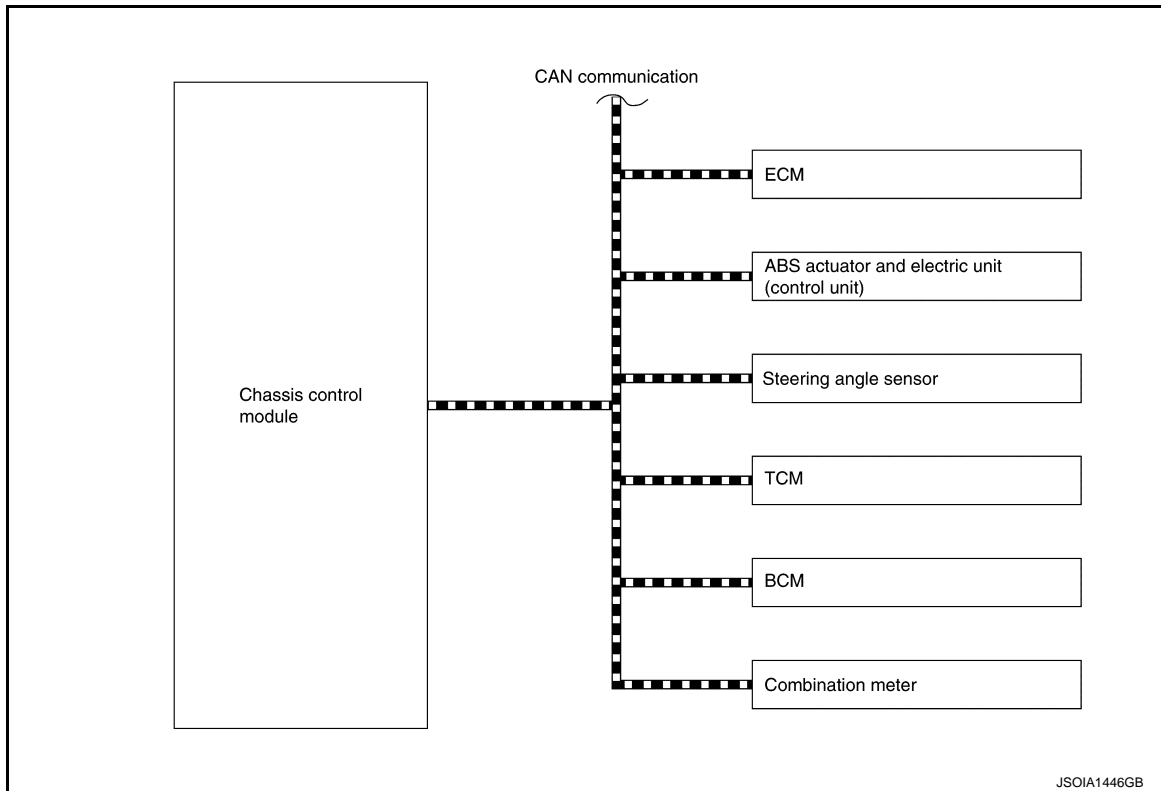 CAN communication
ECM
ABS actuator and electric unit
(control unit)
Steering angle sensor
Chassis control
module
TCM
BCM
Combination meter
JSOIA1446GB